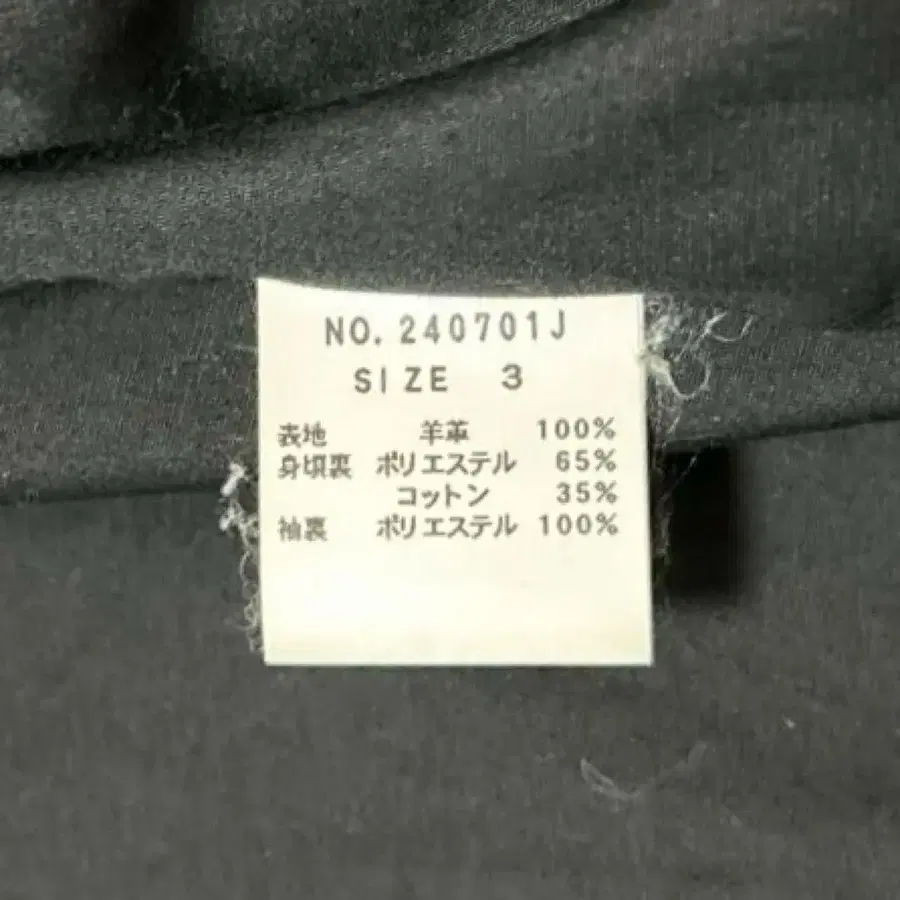 NO. 240701J
SIZE 3
表地 羊革 100%
身頃裏 ポリエステル 65%
コットン 35%
袖裏 ポリエステル 100%